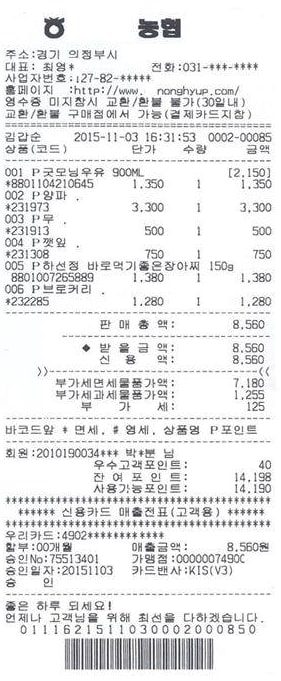 농협
주소:경기 의정부시
대표: 최영* 전화:031-***-****
사업자번호:127-82-*****
홈페이지 :http://www. nonghyup.com/
영수증 미지참시 교환/환불 불가(30일내)
교환/환불 구매점에서 가능(결제카드지참)
김갑순 2015-11-03 16:31:53 0002-00085
상품(코드) 단가 수량 금액
001 P굿모닝우유 900ML [2.150]
*8801104210645 1,350 1 1,350
002 P양파 .
*231973 3,300 1 3,300
003 P무 .
*231913 500 1 500
004 P깻잎 .
*231308 750 1 750
005 P하선정 바로먹기좋은장아찌 150g
8801007265889 1,380 1 1,380
006 P브로커리 .
*232285 1,280 1 1,280
판 매 총 액: 8,560
◆ 받 을 금 액: 8,560
신 용 액: 8,560
부가세면세물품가액: 7,180
부가세과세물품가액: 1,255
부 가 세: 125
바코드앞 * 면세, # 영세, 상품명 P포인트
회원:2010190034*** 박*분 님
우수고객포인트: 40
잔 여 포 인 트: 14,198
사용가능포인트: 14,190
****** 신용카드 매출전표(고객용) ******
우리카드:4902************
할부:00개월 매출금액: 8,560원
승인No:75513401 가맹점:0000007490C
승인일자:20151103 카드밴사:KIS(V3)
승 인
좋은 하루 되세요!
언제나 고객님을 위해 최선을 다하겠습니다.
0111621511030002000850